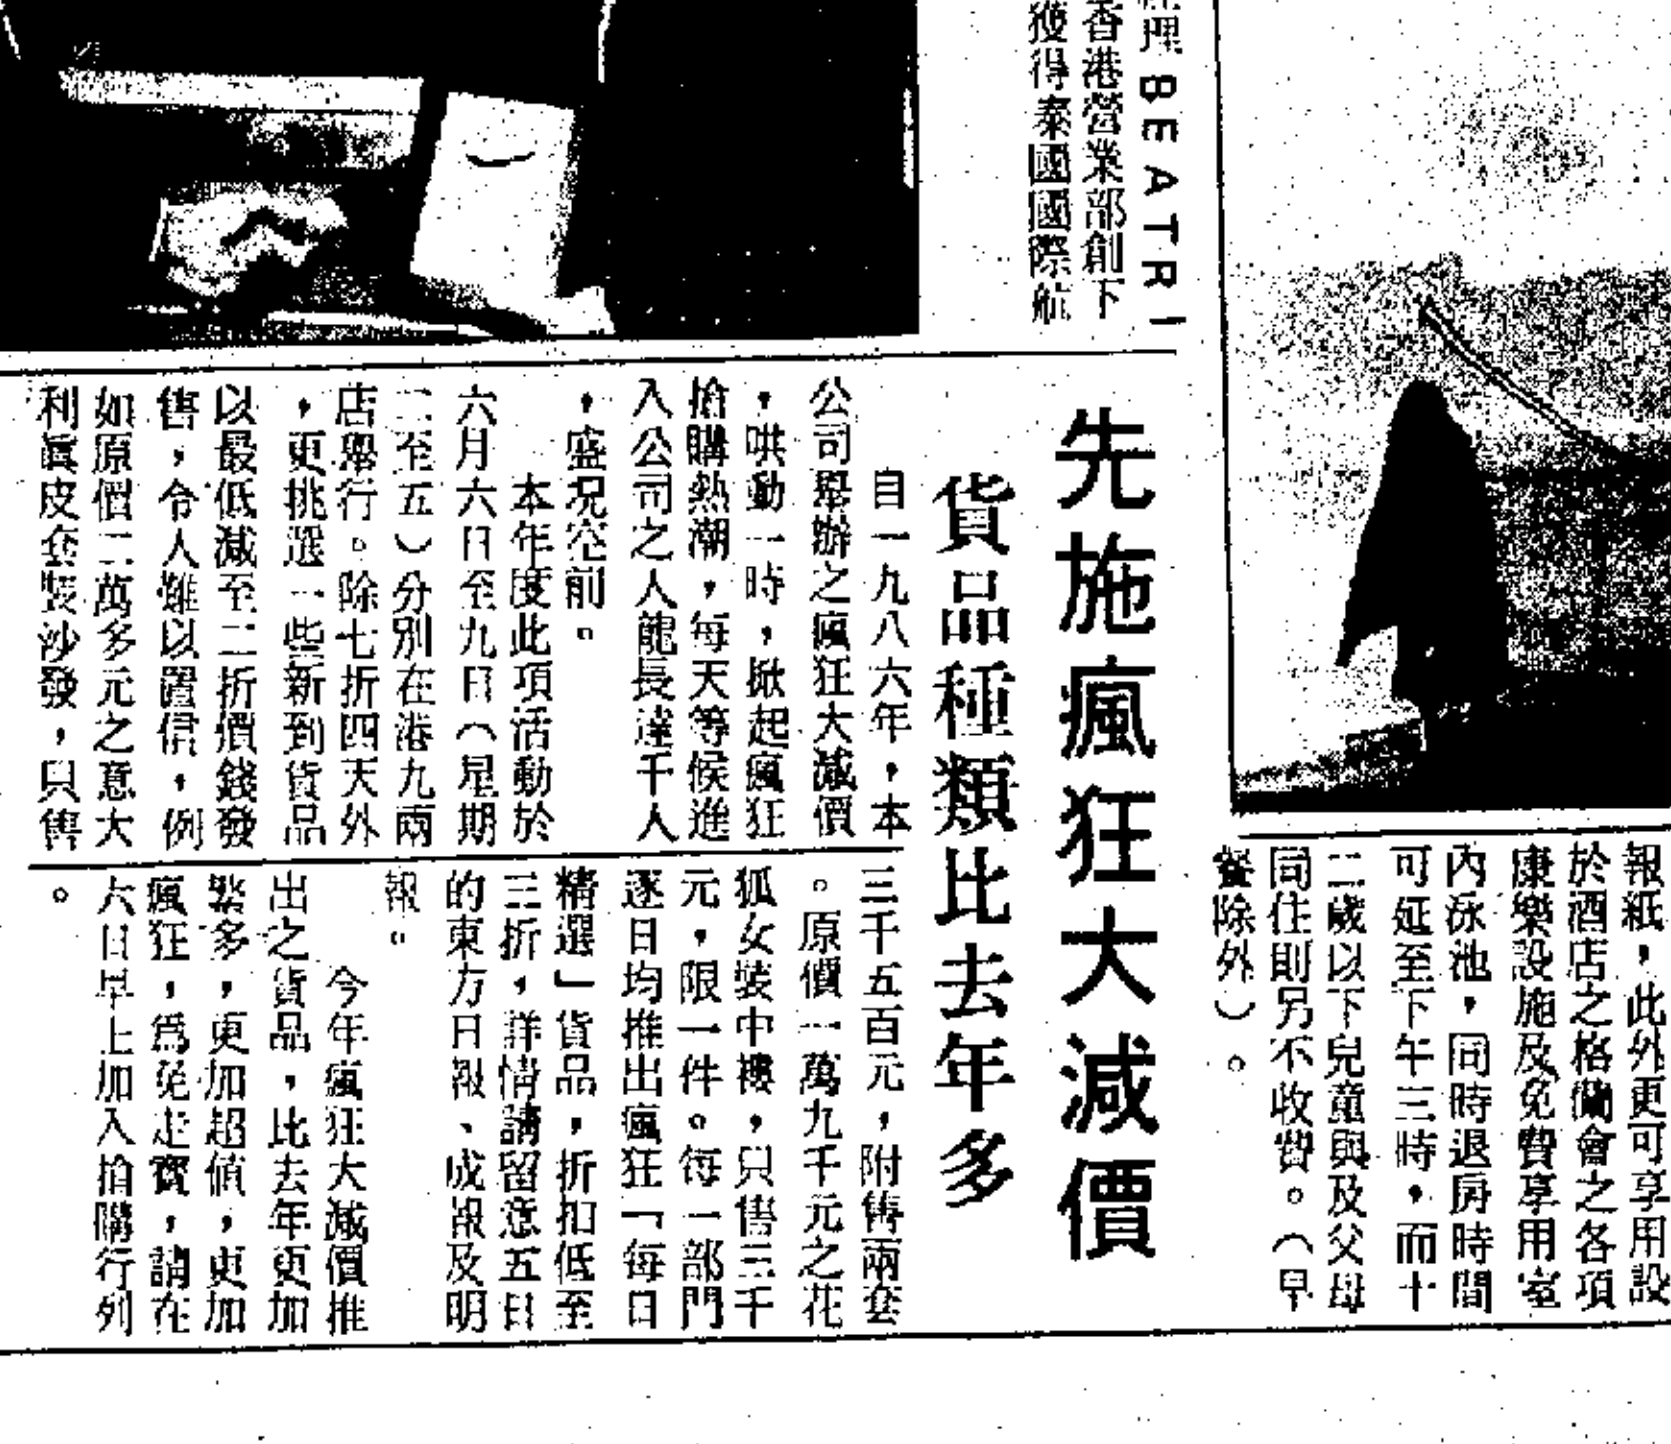 理BEATRI
香港營業部創下
獲得泰國國際航
先施瘋狂大減價
貨品種類比去年多
自一九八六年，本
公司舉辦之瘋狂大減價
，哄動一時，掀起瘋狂
搶購熱潮，每天等候進
入公司之人龍長達千人
，盛況空前。
本年度此項活動於
六月六日至九日（星期
二至五）分別在港九兩
店舉行。除七折四天外
，更挑選一些新到貨品
以最低減至二折價錢發
售，令人難以置信，例
如原價二萬多元之意大
利眞皮套裝沙發，只售
三千五百元，附售兩套
。原價一萬九千元之花
狐女裝中褸，只售三千
元，限一件。每一部門
逐日均推出瘋狂「每日
精選」貨品，折扣低至
三折，詳情請留意五日
的東方日報、成報及明
報。
今年瘋狂大減價推
出之貨品，比去年更加
繁多，更加超值，更加
瘋狂，爲免走寶，請在
六日早上加入搶購行列
。
報紙，此外更可享用設
於酒店之格蘭會之各項
康樂設施及免費享用室
內泳池，同時退房時間
可延至下午三時，而十
二歲以下兒童與及父母
同住則另不收費。（早
餐除外）。